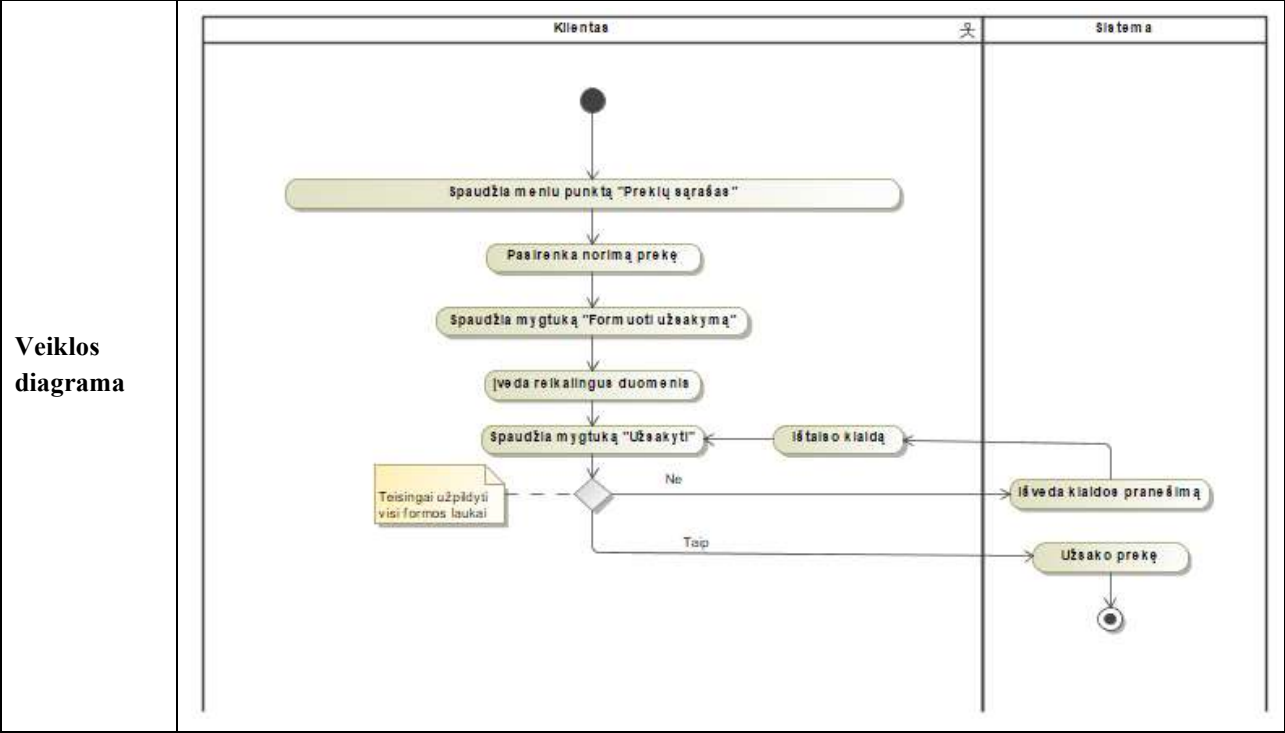 Veiklos
diagrama
Klientas
Sistema
Spaudžia meniu punktą "Prekių sąrašas"
Pasirenka norimą prekę
Spaudžia mygtuką "Formuoti užsakymą"
Įveda reikalingus duomenis
Spaudžia mygtuką "Užsakyti"
Ištaiso klaidą
Teisingai užpildyti
visi formos laukai
Ne
Išveda klaidos pranešimą
Taip
Užsako prekę